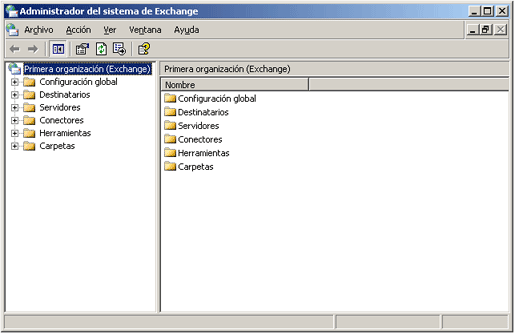 Administrador del sistema de Exchange
Archivo Acción Ver Ventana Ayuda
Primera organización (Exchange)
Configuración global
Destinatarios
Servidores
Conectores
Herramientas
Carpetas
Primera organización (Exchange)
Nombre
Configuración global
Destinatarios
Servidores
Conectores
Herramientas
Carpetas